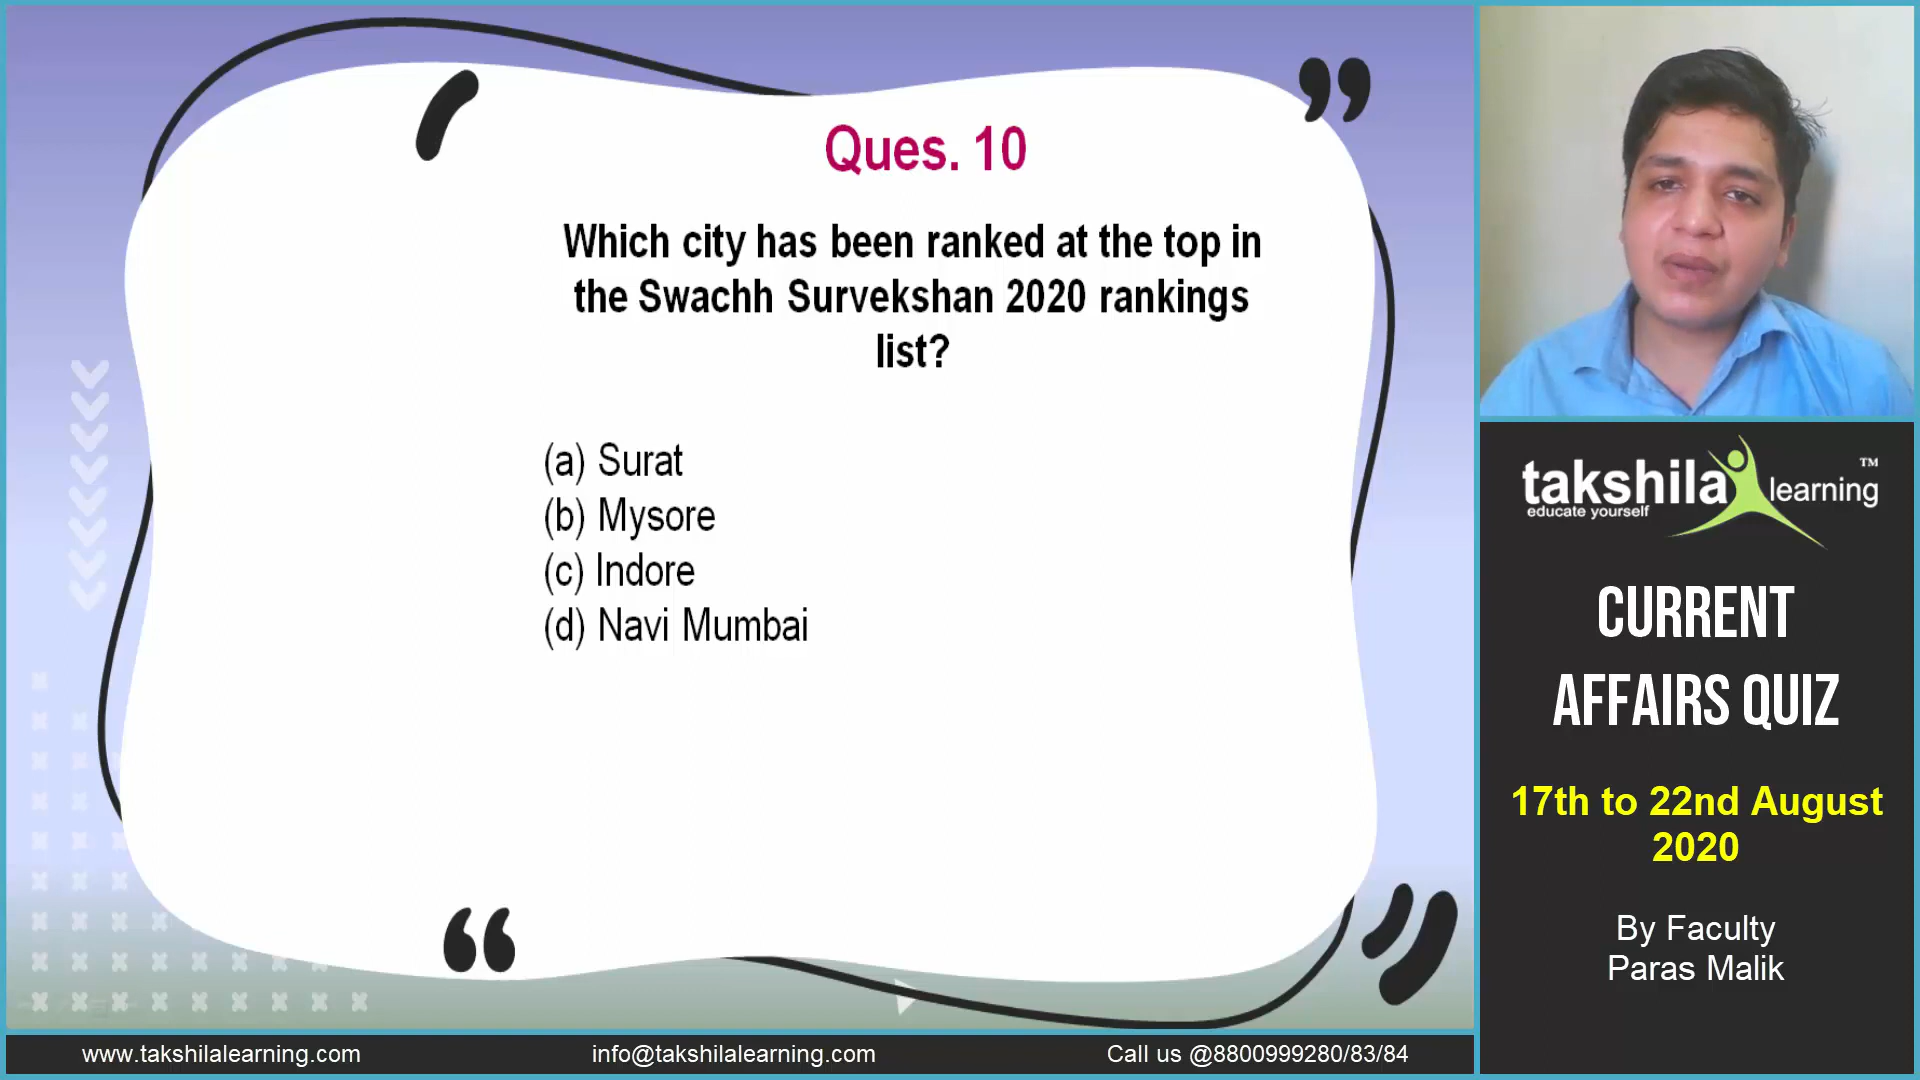 Ques. 10
Which city has been ranked at the top in
the Swachh Survekshan 2020 rankings
list?
(a) Surat
(b) Mysore
(c) Indore
(d) Navi Mumbai
takshila learning TM
educate yourself
CURRENT
AFFAIRS QUIZ
17th to 22nd August
2020
By Faculty
Paras Malik
www.takshilalearning.com
info@takshilalearning.com
Call us @8800999280/83/84